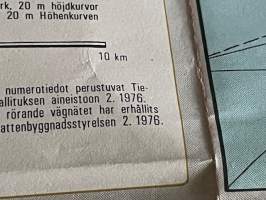 rk, 20 m höjdkurvor
20 m Höhenkurven
10 km
numerotiedot perustuvat Tie-
allituksen aineistoon 2. 1976.
rörande vägnätet har erhållits
attenbyggnadsstyrelsen 2. 1976.